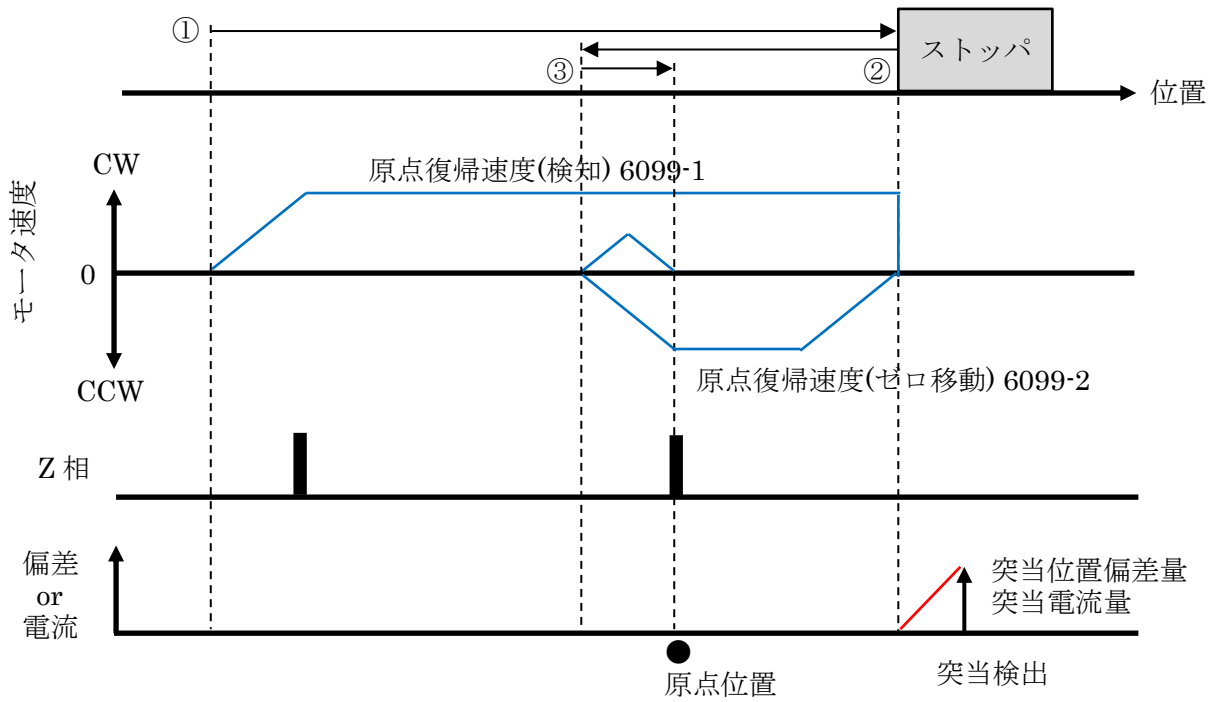 ①
ストッパ
③
②
位置
CW
原点復帰速度(検知) 6099-1
モータ速度
0
CCW
原点復帰速度(ゼロ移動) 6099-2
Z 相
偏差
or
電流
突当位置偏差量
突当電流量
原点位置
突当検出